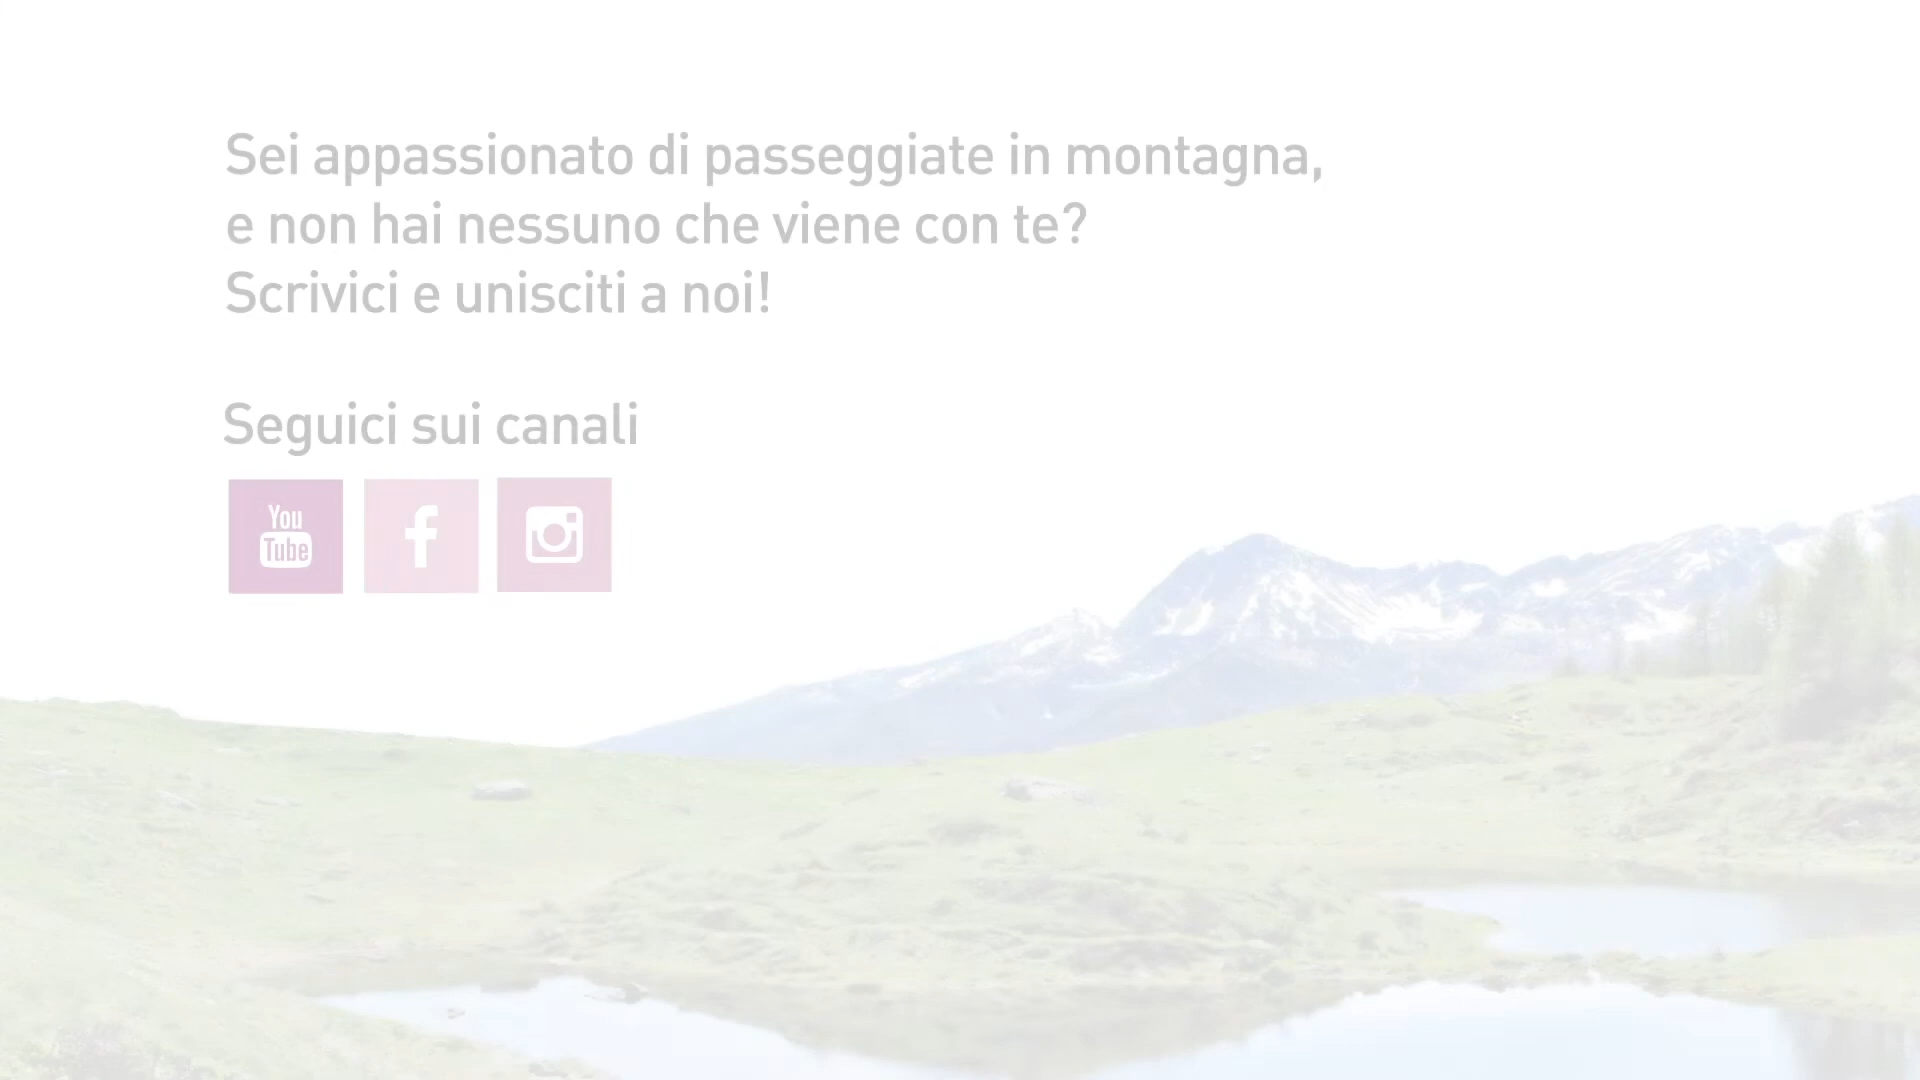 Sei appassionato di passeggiate in montagna,
e non hai nessuno che viene con te?
Scrivici e unisciti a noi!
Seguici sui canali
You
Tube